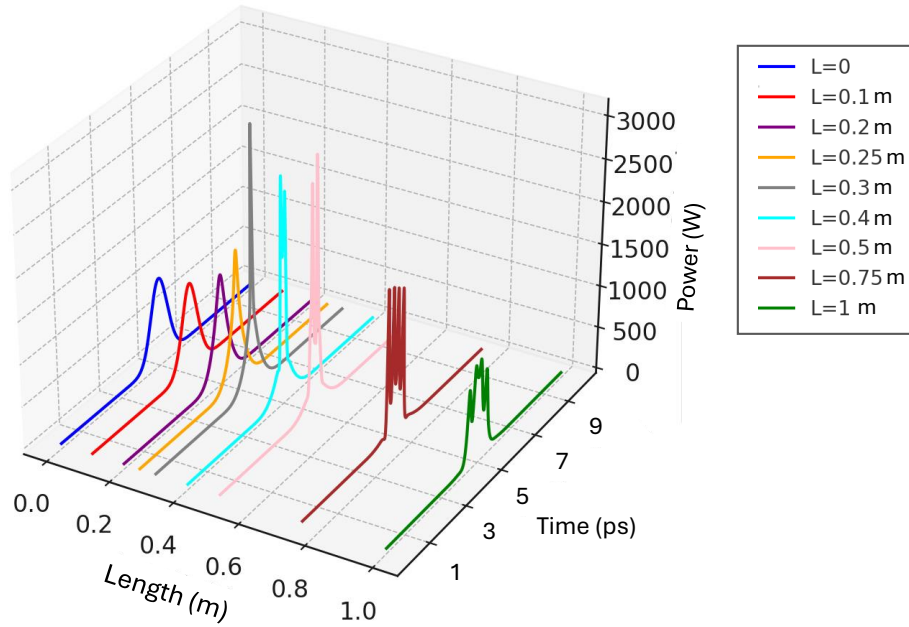 L=0
L=0.1 m
L=0.2 m
L=0.25 m
L=0.3 m
L=0.4 m
L=0.5 m
L=0.75 m
L=1 m
3000
2500
2000
1500
1000
500
0
Power (W)
9
7
5
3
1
Time (ps)
0.0
0.2
0.4
0.6
0.8
1.0
Length (m)